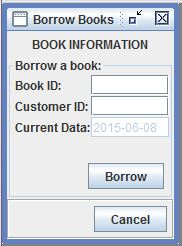 Borrow Books
BOOK INFORMATION
Borrow a book:
Book ID:
Customer ID:
Current Data: 2015-06-08
Borrow
Cancel